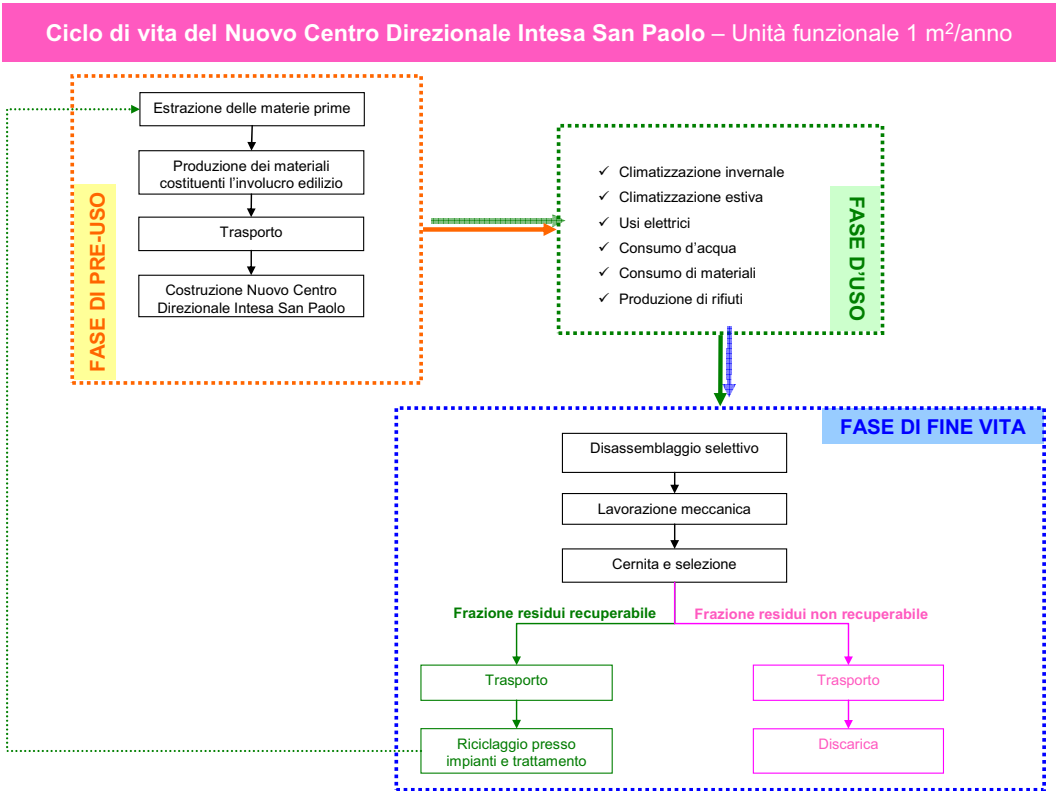 Ciclo di vita del Nuovo Centro Direzionale Intesa San Paolo – Unità funzionale 1 m²/anno
FASE DI PRE-USO
Estrazione delle materie prime
Produzione dei materiali
costituenti l'involucro edilizio
Trasporto
Costruzione Nuovo Centro
Direzionale Intesa San Paolo
✓ Climatizzazione invernale
✓ Climatizzazione estiva
✓ Usi elettrici
✓ Consumo d'acqua
✓ Consumo di materiali
✓ Produzione di rifiuti
FASE D'USO
FASE DI FINE VITA
Disassemblaggio selettivo
Lavorazione meccanica
Cernita e selezione
Frazione residui recuperabile
Frazione residui non recuperabile
Trasporto
Trasporto
Riciclaggio presso
impianti e trattamento
Discarica